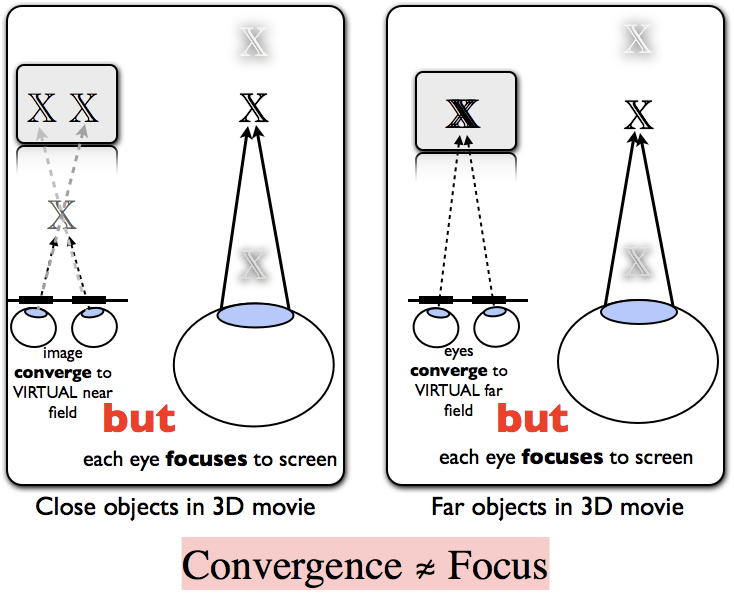 𝕏
𝕏
𝕏 𝕏
𝕏
𝕏
image
converge to
VIRTUAL near
field
but
each eye focuses to screen
Close objects in 3D movie
𝕏
𝕏
𝕏
𝕏
eyes
converge to
VIRTUAL far
field
but
each eye focuses to screen
Far objects in 3D movie
Convergence ≉ Focus